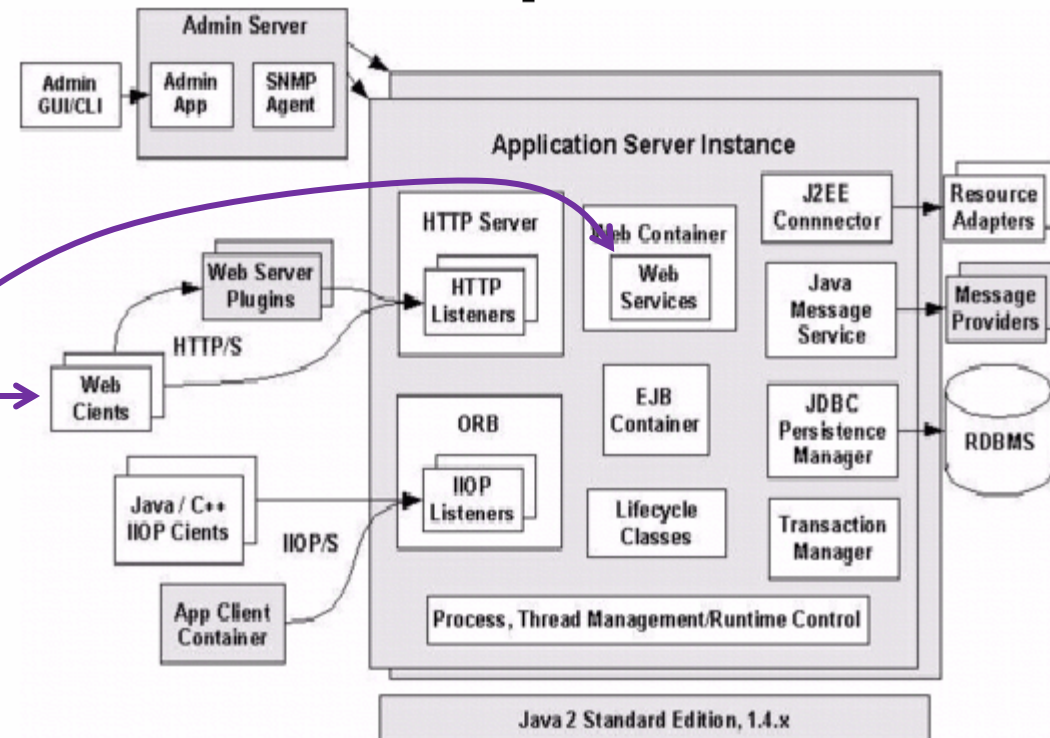 Admin Server
Admin
GUI/CLI
Admin
App
SNMP
Agent
Application Server Instance
HTTP Server
HTTP
Listeners
Web Container
Web
Services
J2EE
Connnector
Resource
Adapters
Web Server
Plugins
HTTP/S
Web
Cients
Java
Message
Service
Message
Providers
EJB
Container
JDBC
Persistence
Manager
RDBMS
ORB
IIOP
Listeners
Java / C++
IIOP Cients
IIOP/S
Lifecycle
Classes
Transaction
Manager
App Client
Container
Process, Thread Management/Runtime Control
Java 2 Standard Edition, 1.4.x